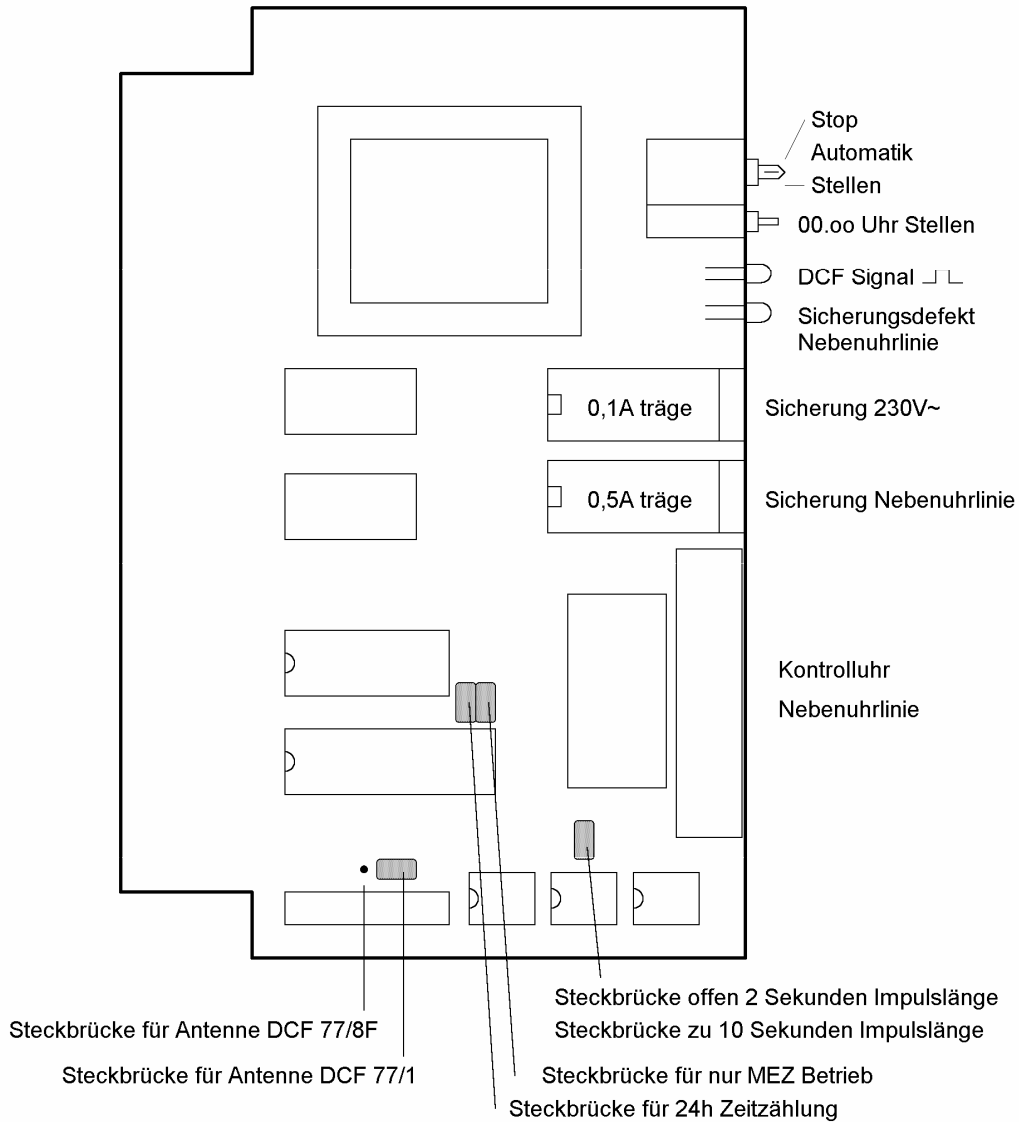 Stop
Automatik
Stellen
00.oo Uhr Stellen
DCF Signal
Sicherungsdefekt
Nebenuhrlinie
0,1A träge
Sicherung 230V~
0,5A träge
Sicherung Nebenuhrlinie
Kontrolluhr
Nebenuhrlinie
Steckbrücke offen 2 Sekunden Impulslänge
Steckbrücke für Antenne DCF 77/8F
Steckbrücke zu 10 Sekunden Impulslänge
Steckbrücke für Antenne DCF 77/1
Steckbrücke für nur MEZ Betrieb
Steckbrücke für 24h Zeitzählung